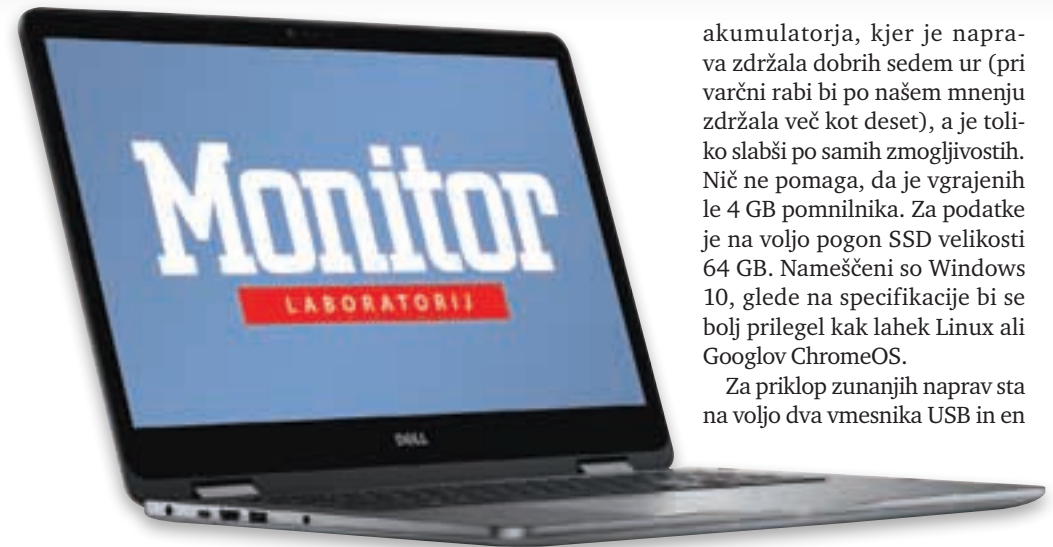 Monitor
LABORATORIJ
DELL
akumulatorja, kjer je napra-
va zdržala dobrih sedem ur (pri
varčni rabi bi po našem mnenju
zdržala več kot deset), a je toli-
ko slabši po samih zmogljivostih.
Nič ne pomaga, da je vgrajenih
le 4 GB pomnilnika. Za podatke
je na voljo pogon SSD velikosti
64 GB. Nameščeni so Windows
10, glede na specifikacije bi se
bolj prilegel kak lahek Linux ali
Googlov ChromeOS.
Za priklop zunanjih naprav sta
na voljo dva vmesnika USB in en